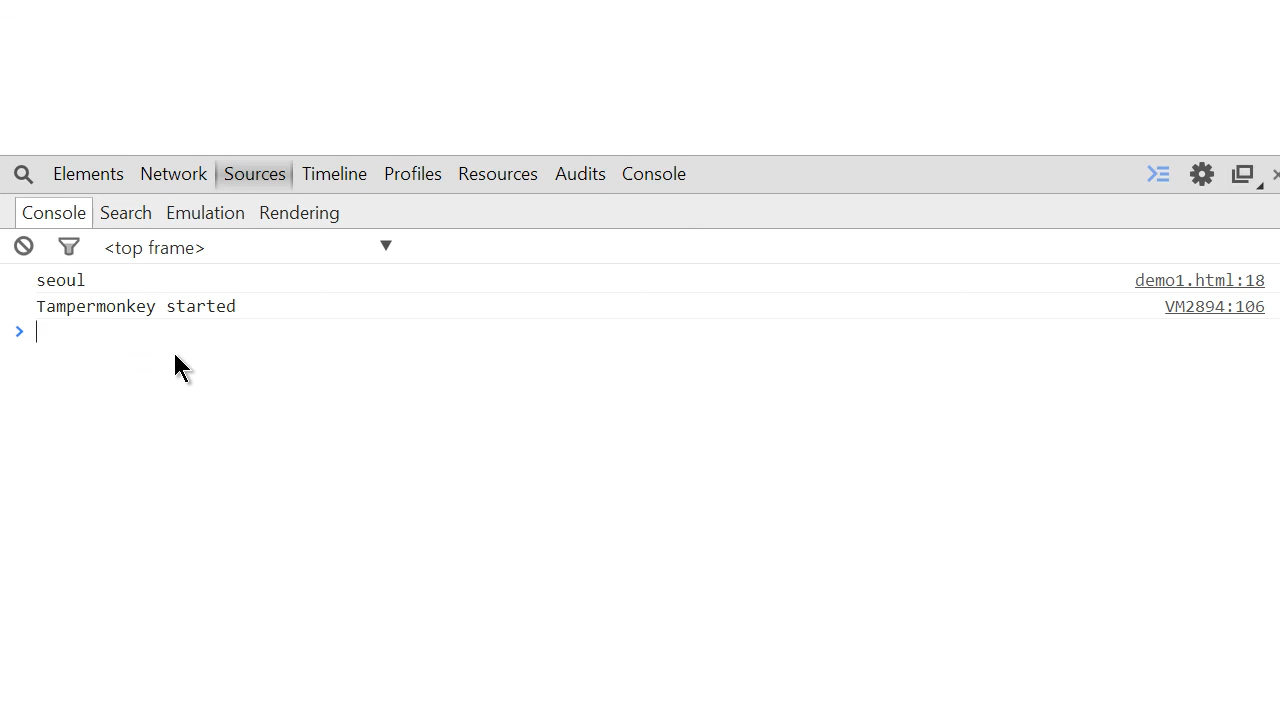 Elements Network Sources Timeline Profiles Resources Audits Console
Console Search Emulation Rendering
<top frame>
seoul demo1.html:18
Tampermonkey started VM2894:106